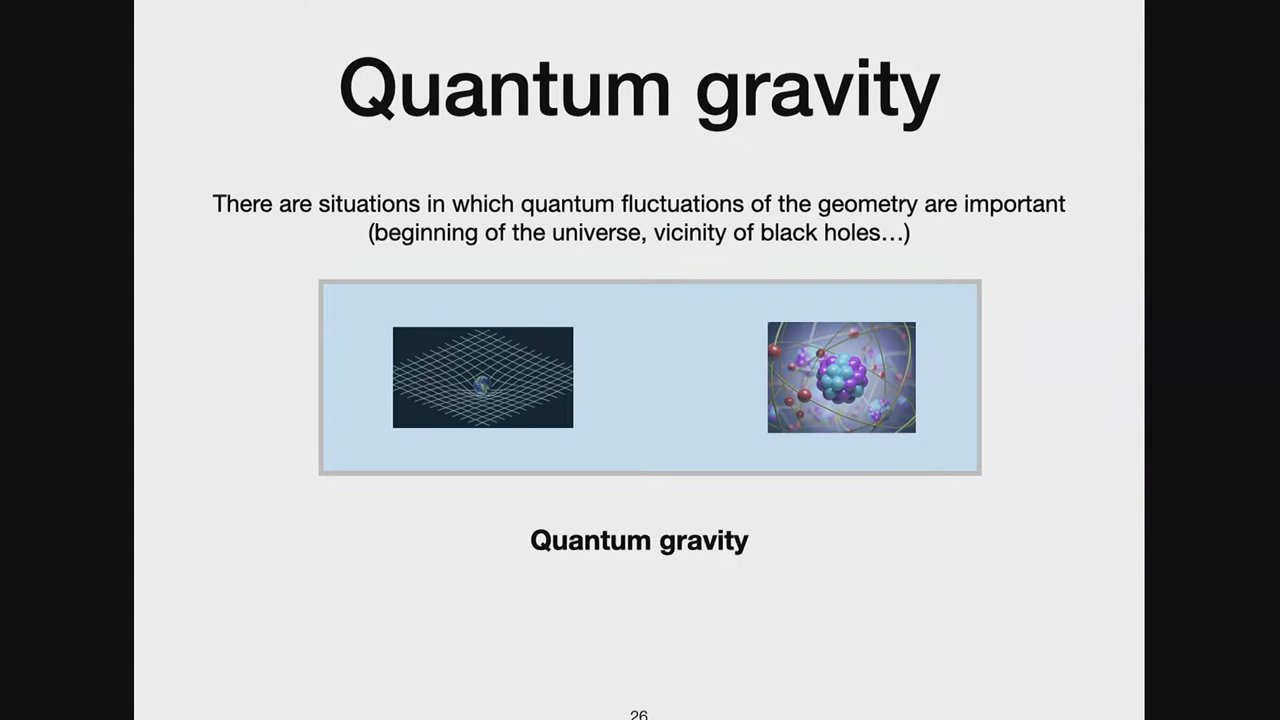 Quantum gravity
There are situations in which quantum fluctuations of the geometry are important
(beginning of the universe, vicinity of black holes…)
Quantum gravity
26